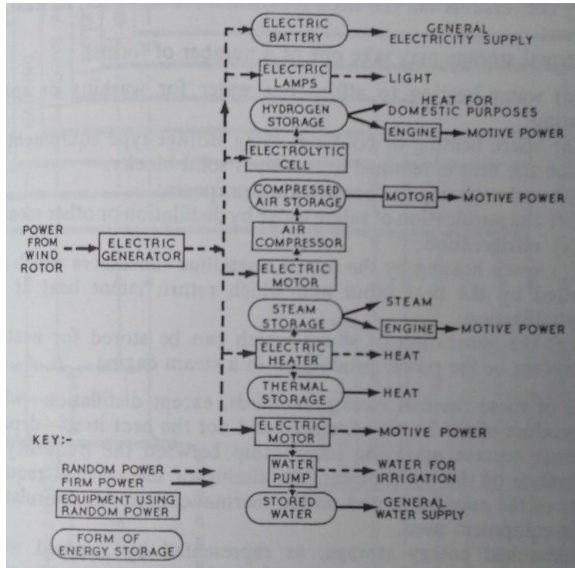 ELECTRIC
BATTERY
GENERAL
ELECTRICITY SUPPLY
ELECTRIC
LAMPS
LIGHT
HYDROGEN
STORAGE
HEAT FOR
DOMESTIC PURPOSES
ENGINE
MOTIVE POWER
ELECTROLYTIC
CELL
COMPRESSED
AIR STORAGE
MOTOR
MOTIVE POWER
AIR
COMPRESSOR
POWER
FROM
WIND
ROTOR
ELECTRIC
GENERATOR
ELECTRIC
MOTOR
STEAM
STORAGE
STEAM
ENGINE
MOTIVE POWER
ELECTRIC
HEATER
HEAT
THERMAL
STORAGE
HEAT
ELECTRIC
MOTOR
MOTIVE POWER
WATER
PUMP
WATER FOR
IRRIGATION
STORED
WATER
GENERAL
WATER SUPPLY
KEY:-
RANDOM POWER
FIRM POWER
EQUIPMENT USING
RANDOM POWER
FORM OF
ENERGY STORAGE